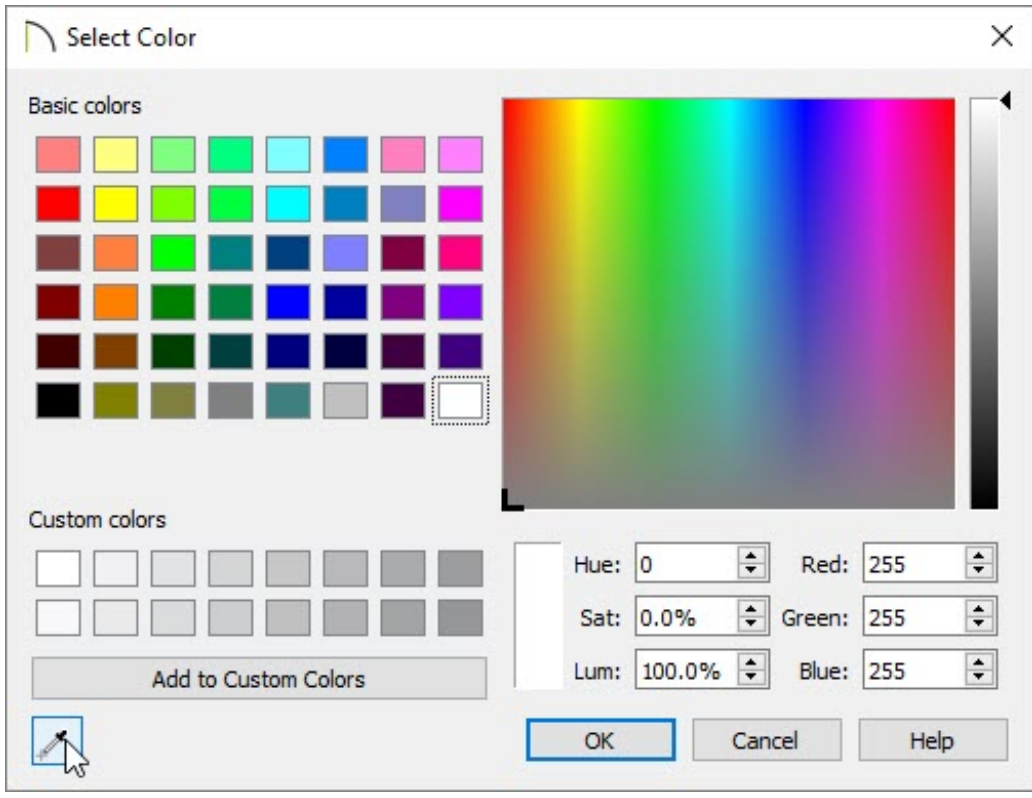 Select Color
Basic colors
Custom colors
Add to Custom Colors
Hue: 0 Red: 255
Sat: 0.0% Green: 255
Lum: 100.0% Blue: 255
OK Cancel Help